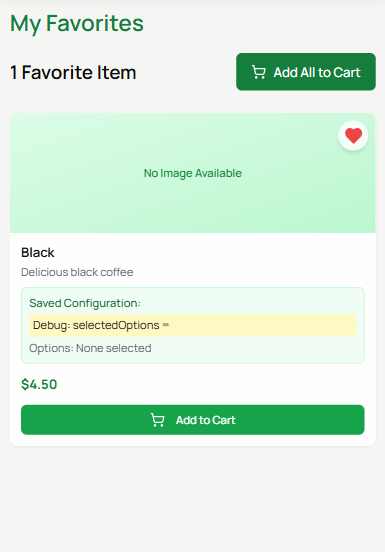 My Favorites
1 Favorite Item
Add All to Cart
No Image Available
Black
Delicious black coffee
Saved Configuration:
Debug: selectedOptions =
Options: None selected
$4.50
Add to Cart